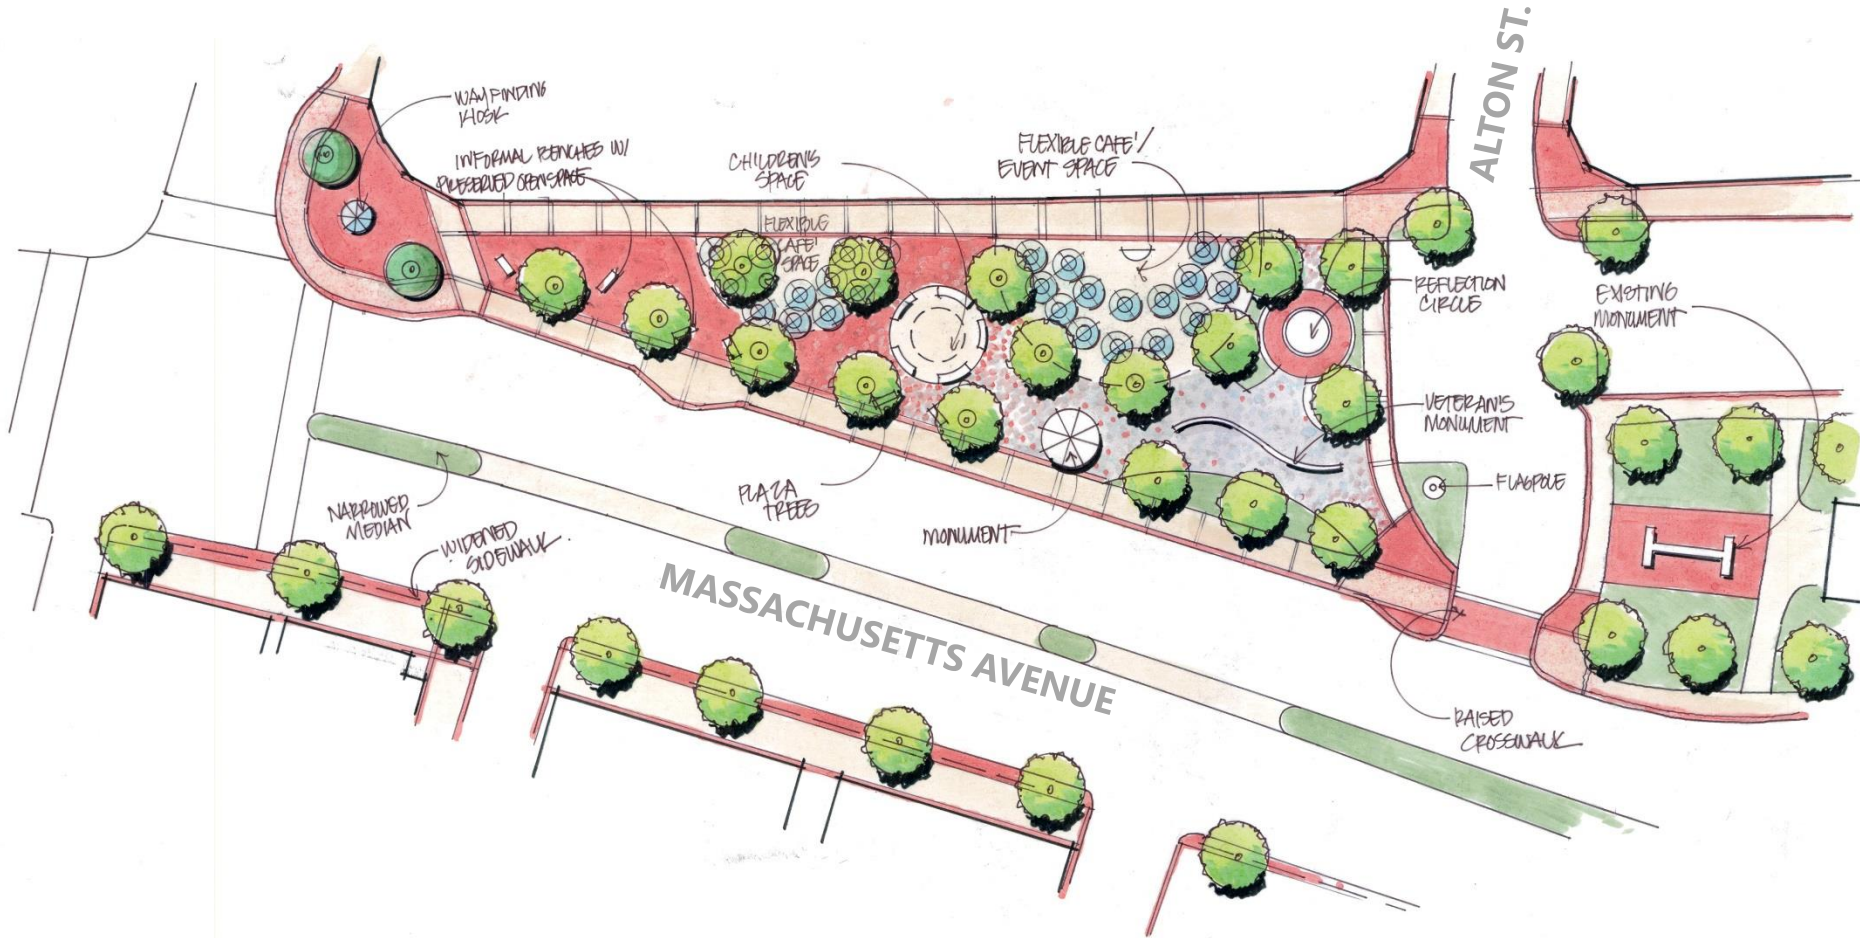 ALTON ST.
WAYFINDING
KIOSK
INFORMAL BENCHES W/
PRESERVED OPEN SPACE
CHILDREN'S
SPACE
FLEXIBLE CAFE'/
EVENT SPACE
FLEXIBLE
CAFE'
SPACE
REFLECTION
CIRCLE
EXISTING
MONUMENT
VETERAN'S
MONUMENT
FLAGPOLE
PLAZA
TREES
MONUMENT
NARROWED
MEDIAN
WIDENED
SIDEWALK.
MASSACHUSETTS AVENUE
RAISED
CROSSWALK